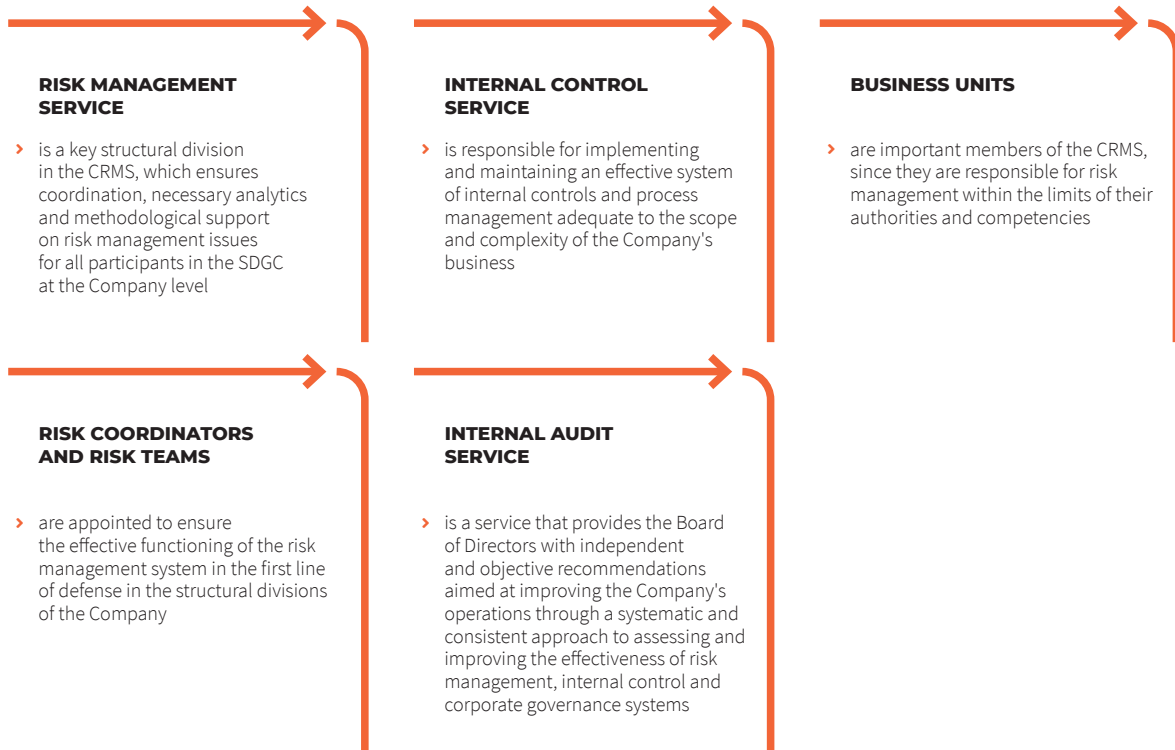 RISK MANAGEMENT
SERVICE
is a key structural division
in the CRMS, which ensures
coordination, necessary analytics
and methodological support
on risk management issues
for all participants in the SDGC
at the Company level
INTERNAL CONTROL
SERVICE
is responsible for implementing
and maintaining an effective system
of internal controls and process
management adequate to the scope
and complexity of the Company's
business
BUSINESS UNITS
are important members of the CRMS,
since they are responsible for risk
management within the limits of their
authorities and competencies
RISK COORDINATORS
AND RISK TEAMS
are appointed to ensure
the effective functioning of the risk
management system in the first line
of defense in the structural divisions
of the Company
INTERNAL AUDIT
SERVICE
is a service that provides the Board
of Directors with independent
and objective recommendations
aimed at improving the Company's
operations through a systematic and
consistent approach to assessing and
improving the effectiveness of risk
management, internal control and
corporate governance systems